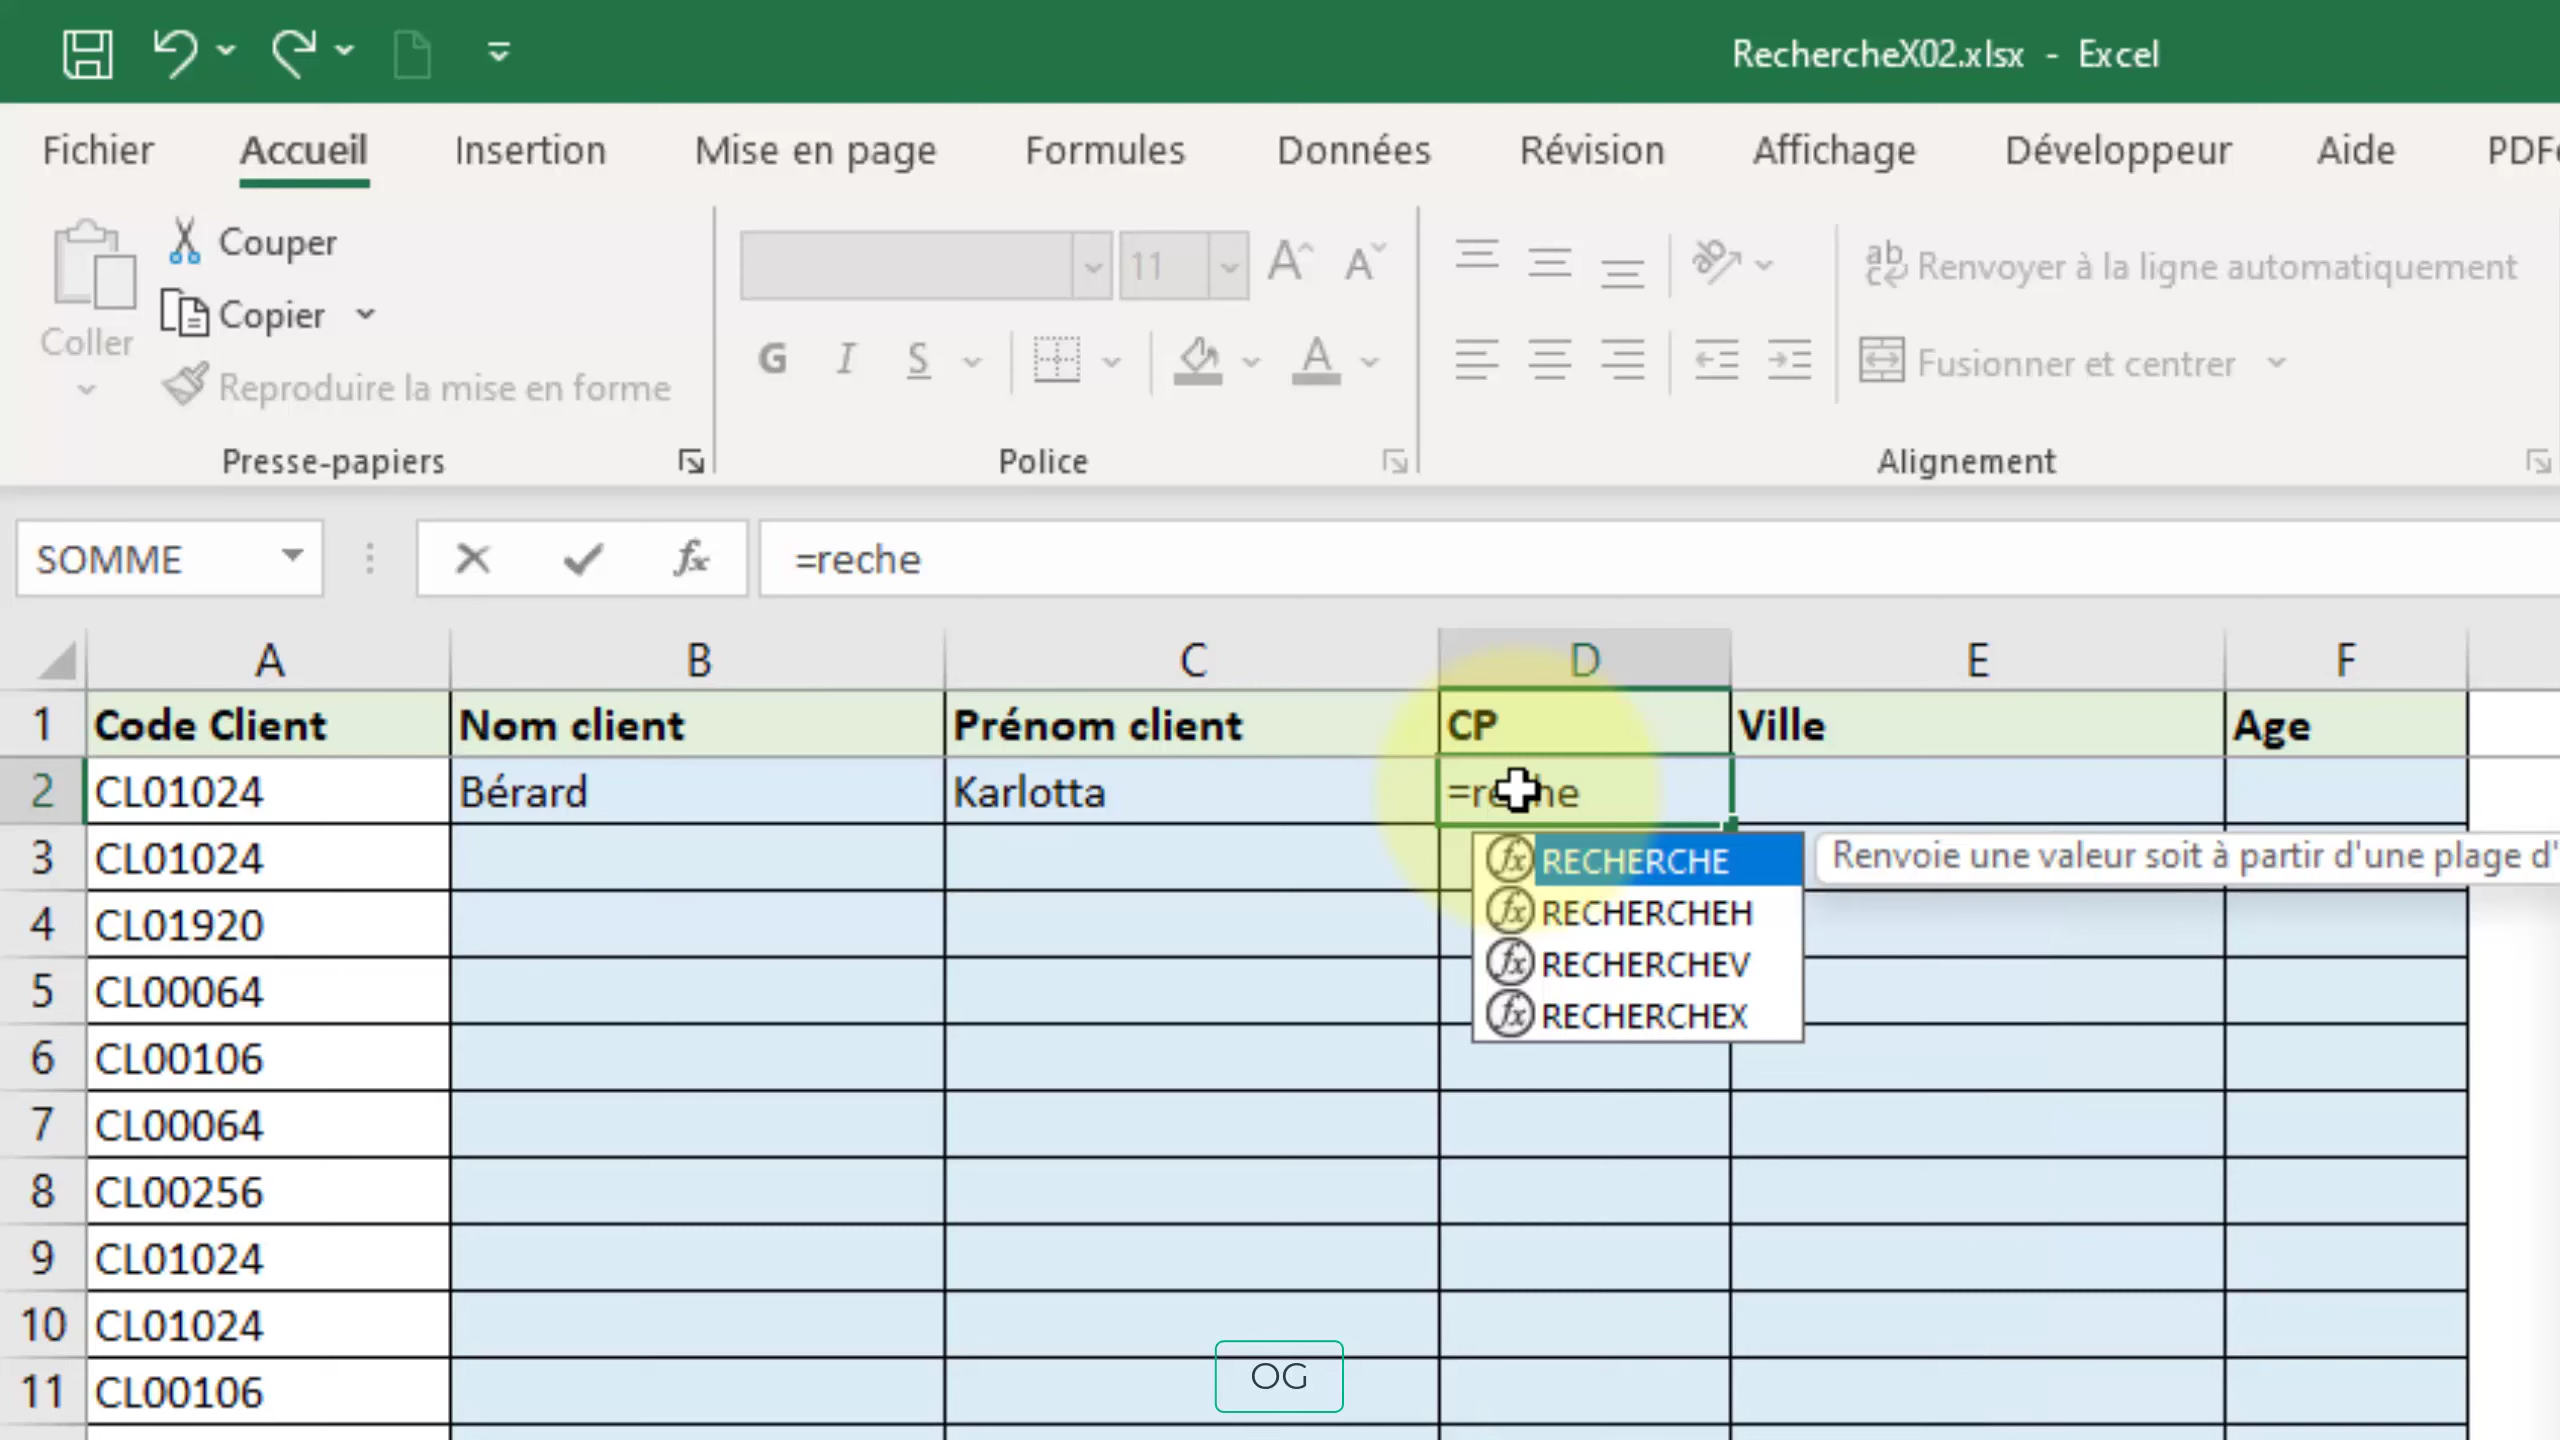 RechercheX02.xlsx - Excel
Fichier Accueil Insertion Mise en page Formules Données Révision Affichage Développeur Aide
Couper
Copier
Coller
Reproduire la mise en forme
11
G I S
Renvoyer à la ligne automatiquement
Fusionner et centrer
Presse-papiers Police Alignement
SOMME fx =reche
A B C D E F
1 Code Client Nom client Prénom client CP Ville Age
2 CL01024 Bérard Karlotta =reche
3 CL01024
RECHERCHE Renvoie une valeur soit à partir d'une plage d'
RECHERCHEH
RECHERCHEV
RECHERCHEX
4 CL01920
5 CL00064
6 CL00106
7 CL00064
8 CL00256
9 CL01024
10 CL01024
11 CL00106
OG